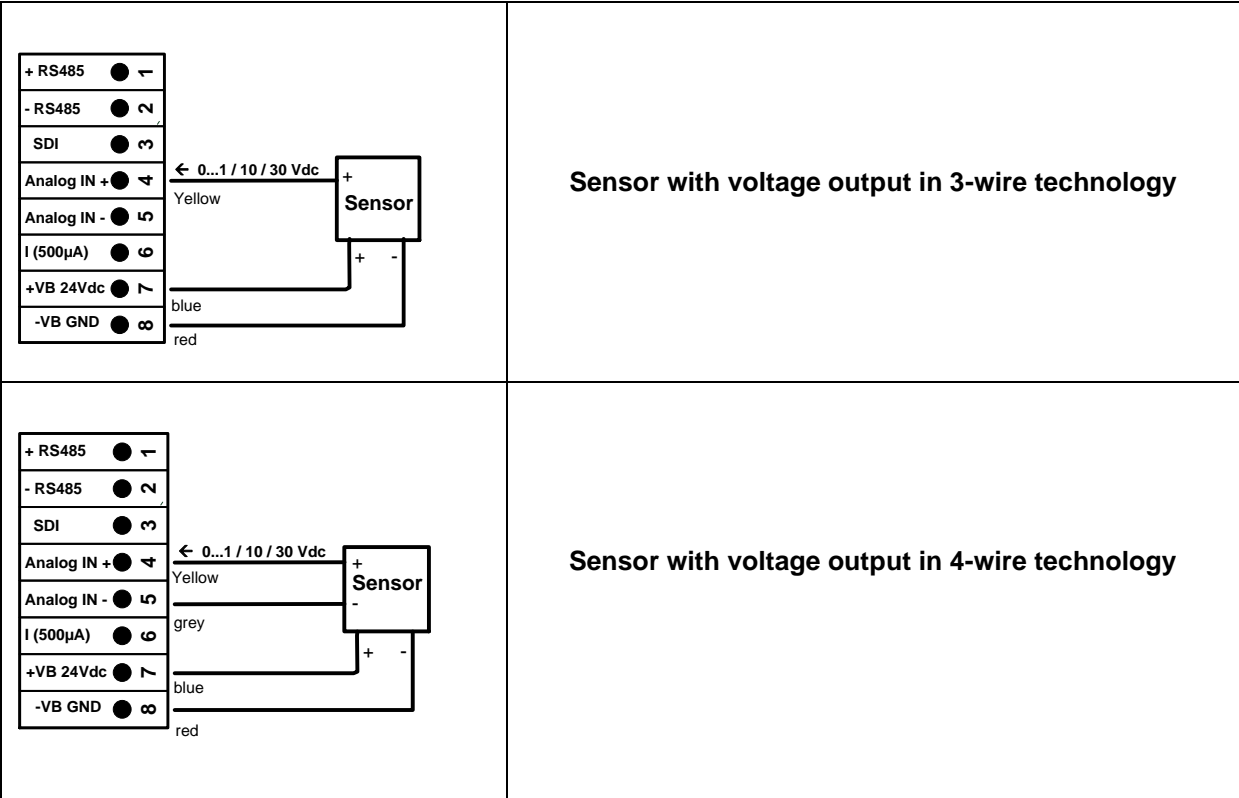 + RS485 1
- RS485 2
SDI 3
Analog IN + 4
← 0...1 / 10 / 30 Vdc
Yellow
+
Sensor
Analog IN - 5
I (500µA) 6
+ -
+VB 24Vdc 7
blue
-VB GND 8
red
Sensor with voltage output in 3-wire technology
+ RS485 1
- RS485 2
SDI 3
Analog IN + 4
← 0...1 / 10 / 30 Vdc
Yellow
+
Sensor
-
Analog IN - 5
grey
I (500µA) 6
+ -
+VB 24Vdc 7
blue
-VB GND 8
red
Sensor with voltage output in 4-wire technology